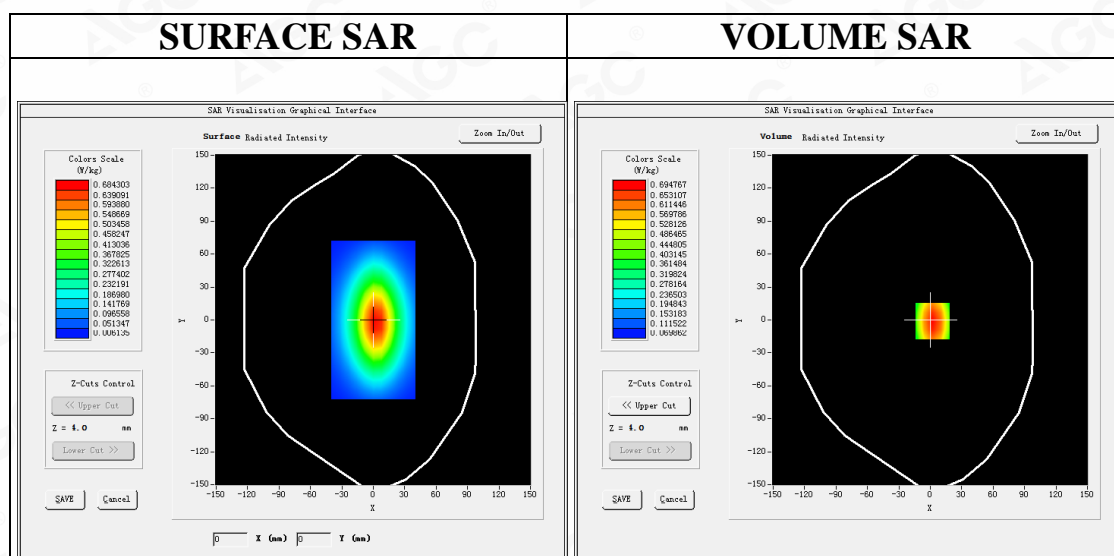 SURFACE SAR
VOLUME SAR
SAR Visualisation Graphical Interface
Surface Radiated Intensity
Zoom In/Out
Colors Scale
(W/kg)
0.684303
0.639091
0.593880
0.548669
0.503458
0.458247
0.413036
0.367825
0.322613
0.277402
0.232191
0.186980
0.141769
0.096558
0.051347
0.006135
150
120
90
60
30
0
-30
-60
-90
-120
-150
Y
-150 -120 -90 -60 -30 0 30 60 90 120 150
X
Z-Cuts Control
<< Upper Cut
Z = 4.0 mm
Lower Cut >>
SAVE Cancel
0 X (mm) 0 Y (mm)
SAR Visualisation Graphical Interface
Volume Radiated Intensity
Zoom In/Out
Colors Scale
(W/kg)
0.694767
0.653107
0.611446
0.569786
0.528126
0.486465
0.444805
0.403145
0.361484
0.319824
0.278164
0.236503
0.194843
0.153183
0.111522
0.069862
150
120
90
60
30
0
-30
-60
-90
-120
-150
Y
-150 -120 -90 -60 -30 0 30 60 90 120 150
X
Z-Cuts Control
<< Upper Cut
Z = 4.0 mm
Lower Cut >>
SAVE Cancel